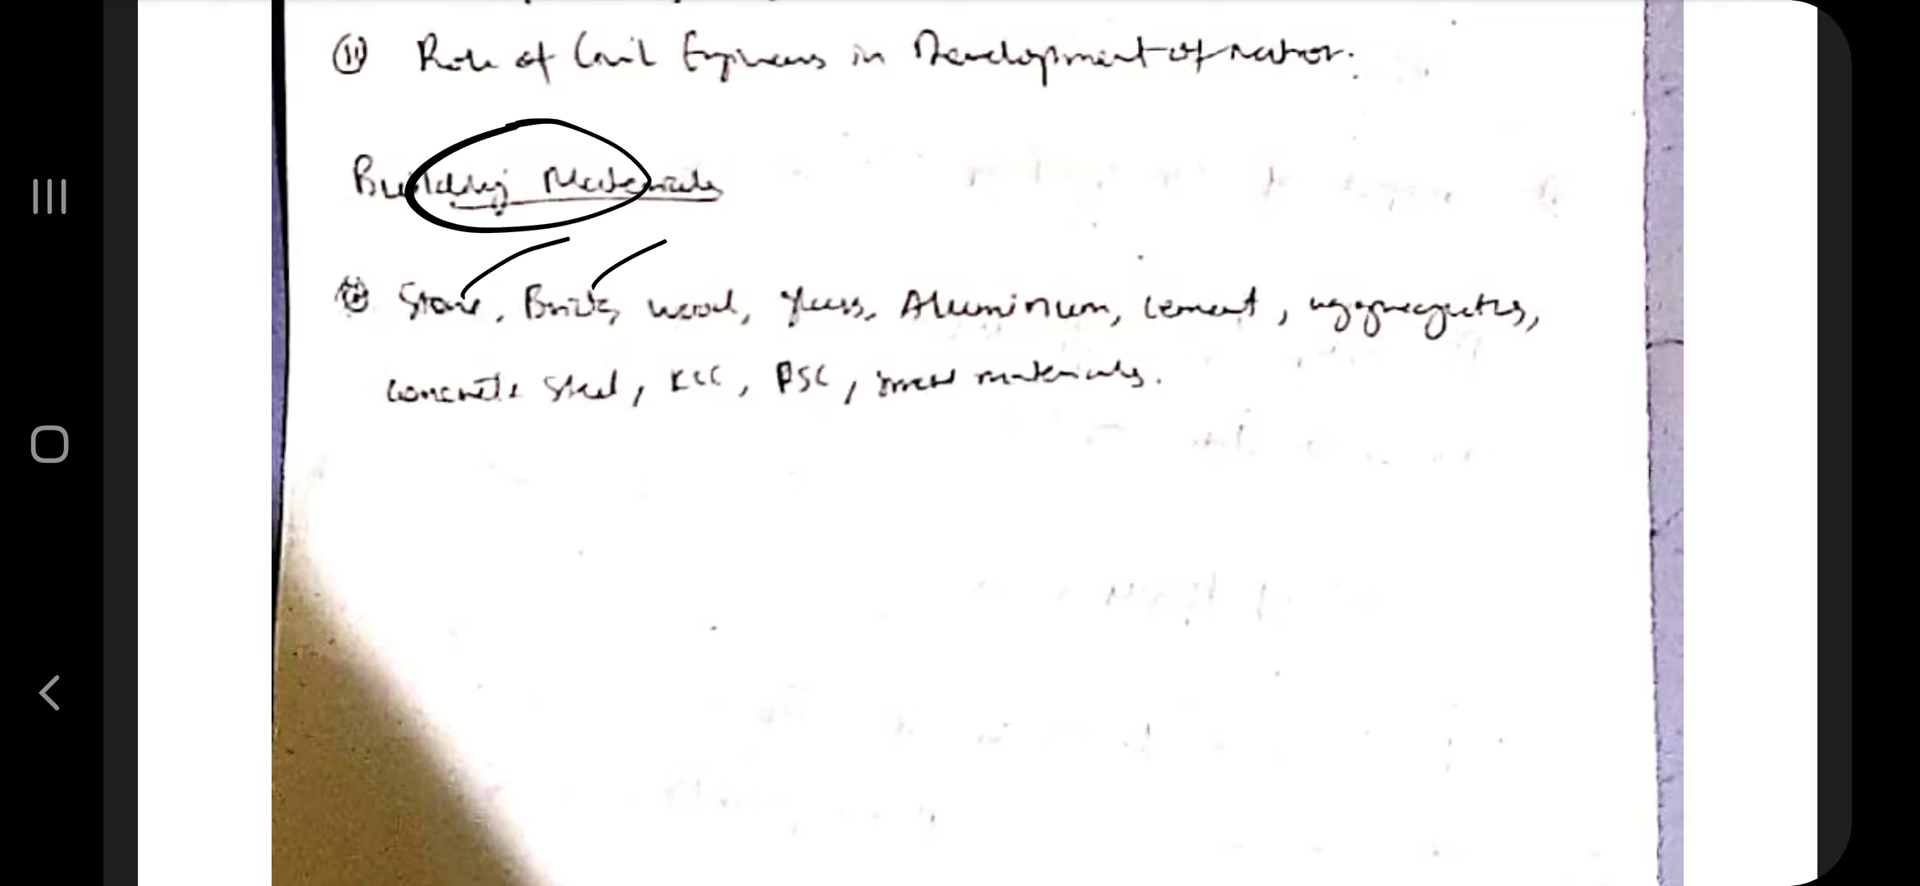 (11) Role of Civil Engineers in Development of nation.
Building Materials
Stone, Bricks, wood, glass, Aluminium, cement, aggregates,
concrete steel, RCC, PSC, materials.